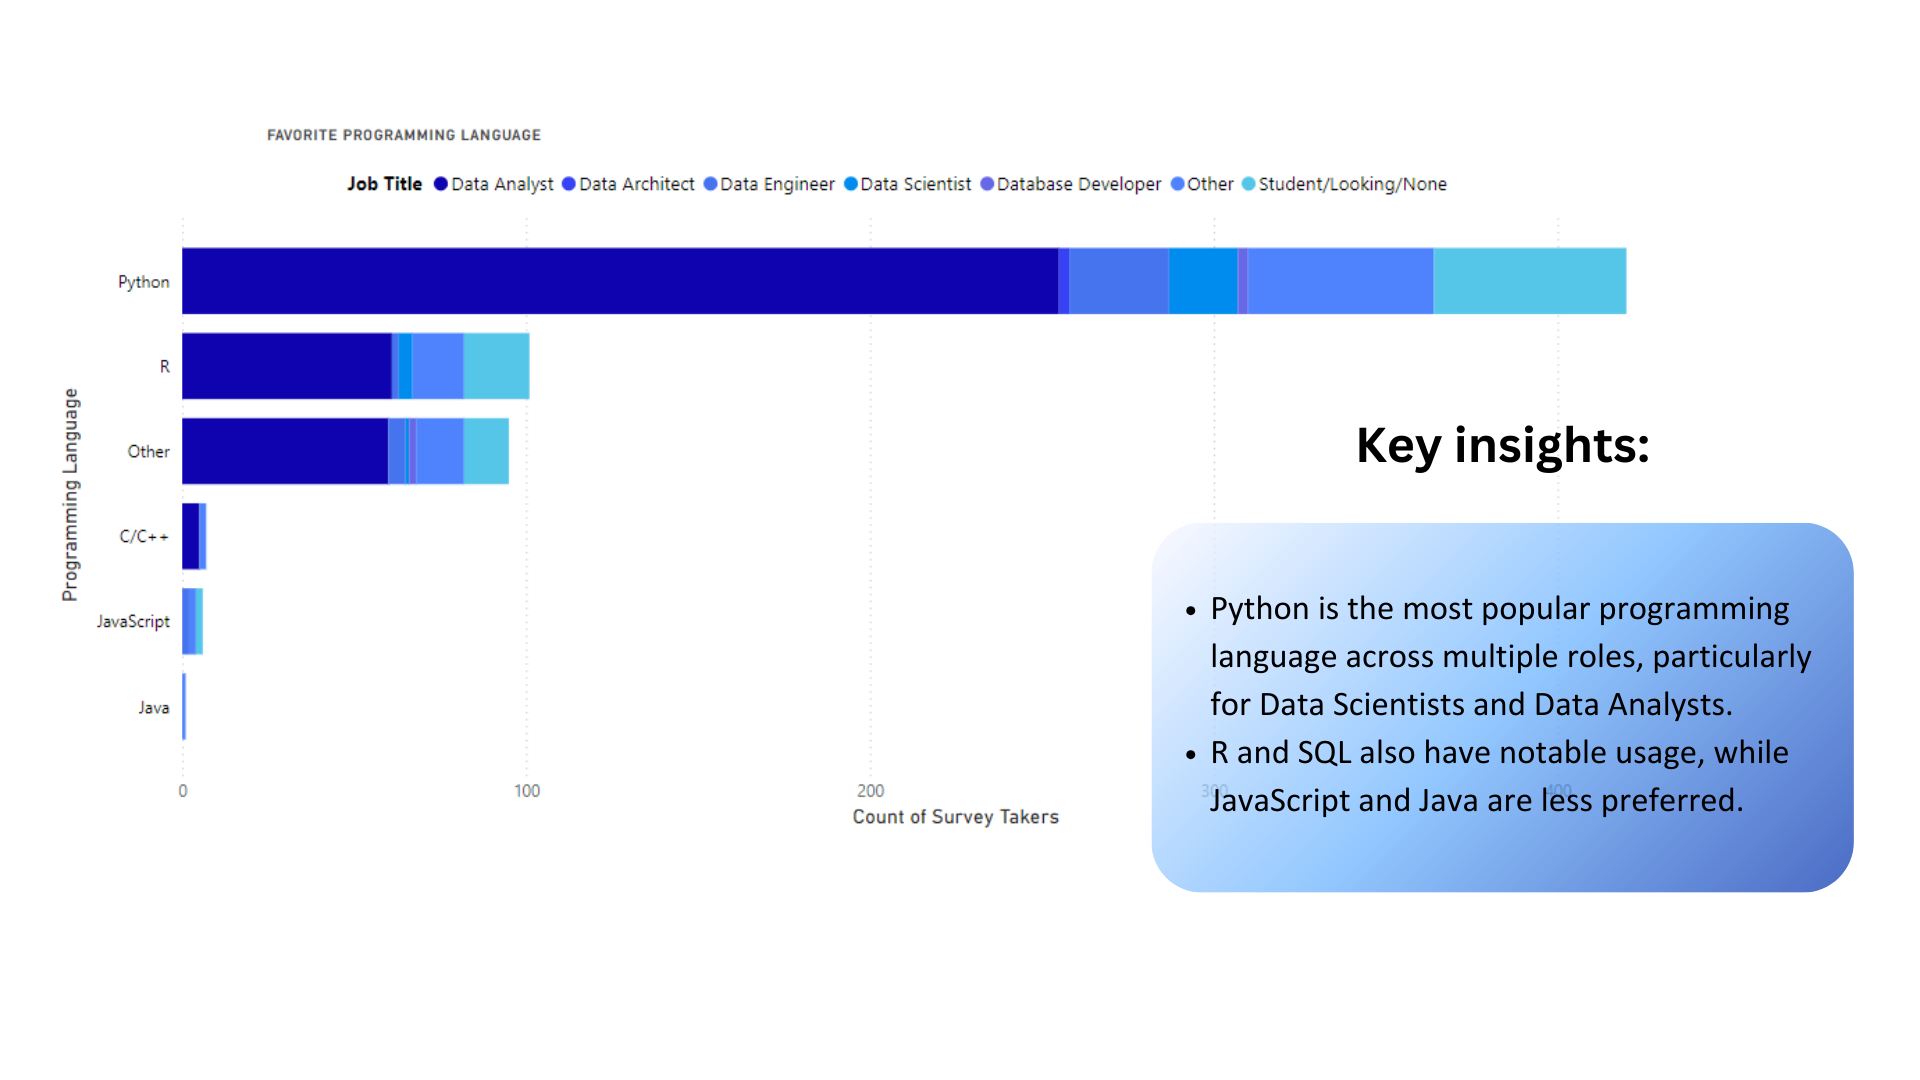 FAVORITE PROGRAMMING LANGUAGE
Job Title Data Analyst Data Architect Data Engineer Data Scientist Database Developer Other Student/Looking/None
Programming Language
Python
R
Other
C/C++
JavaScript
Java
0 100 200 300 400
Count of Survey Takers
Key insights:
• Python is the most popular programming
language across multiple roles, particularly
for Data Scientists and Data Analysts.
• R and SQL also have notable usage, while
JavaScript and Java are less preferred.